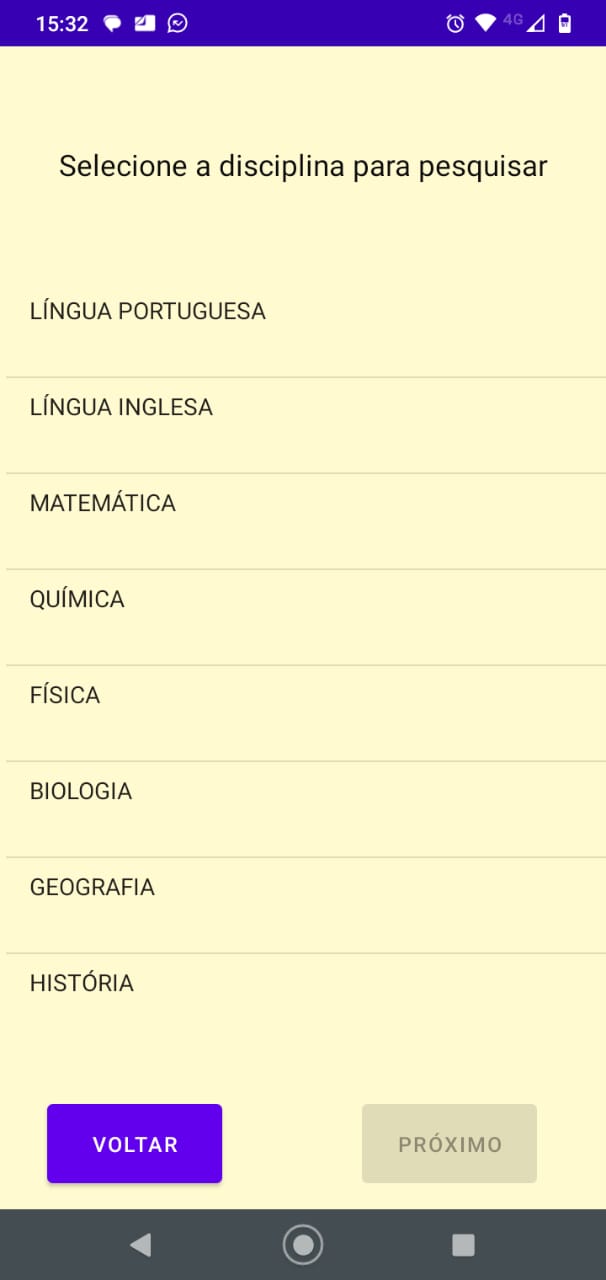 15:32
4G
Selecione a disciplina para pesquisar
LÍNGUA PORTUGUESA
LÍNGUA INGLESA
MATEMÁTICA
QUÍMICA
FÍSICA
BIOLOGIA
GEOGRAFIA
HISTÓRIA
VOLTAR
PRÓXIMO